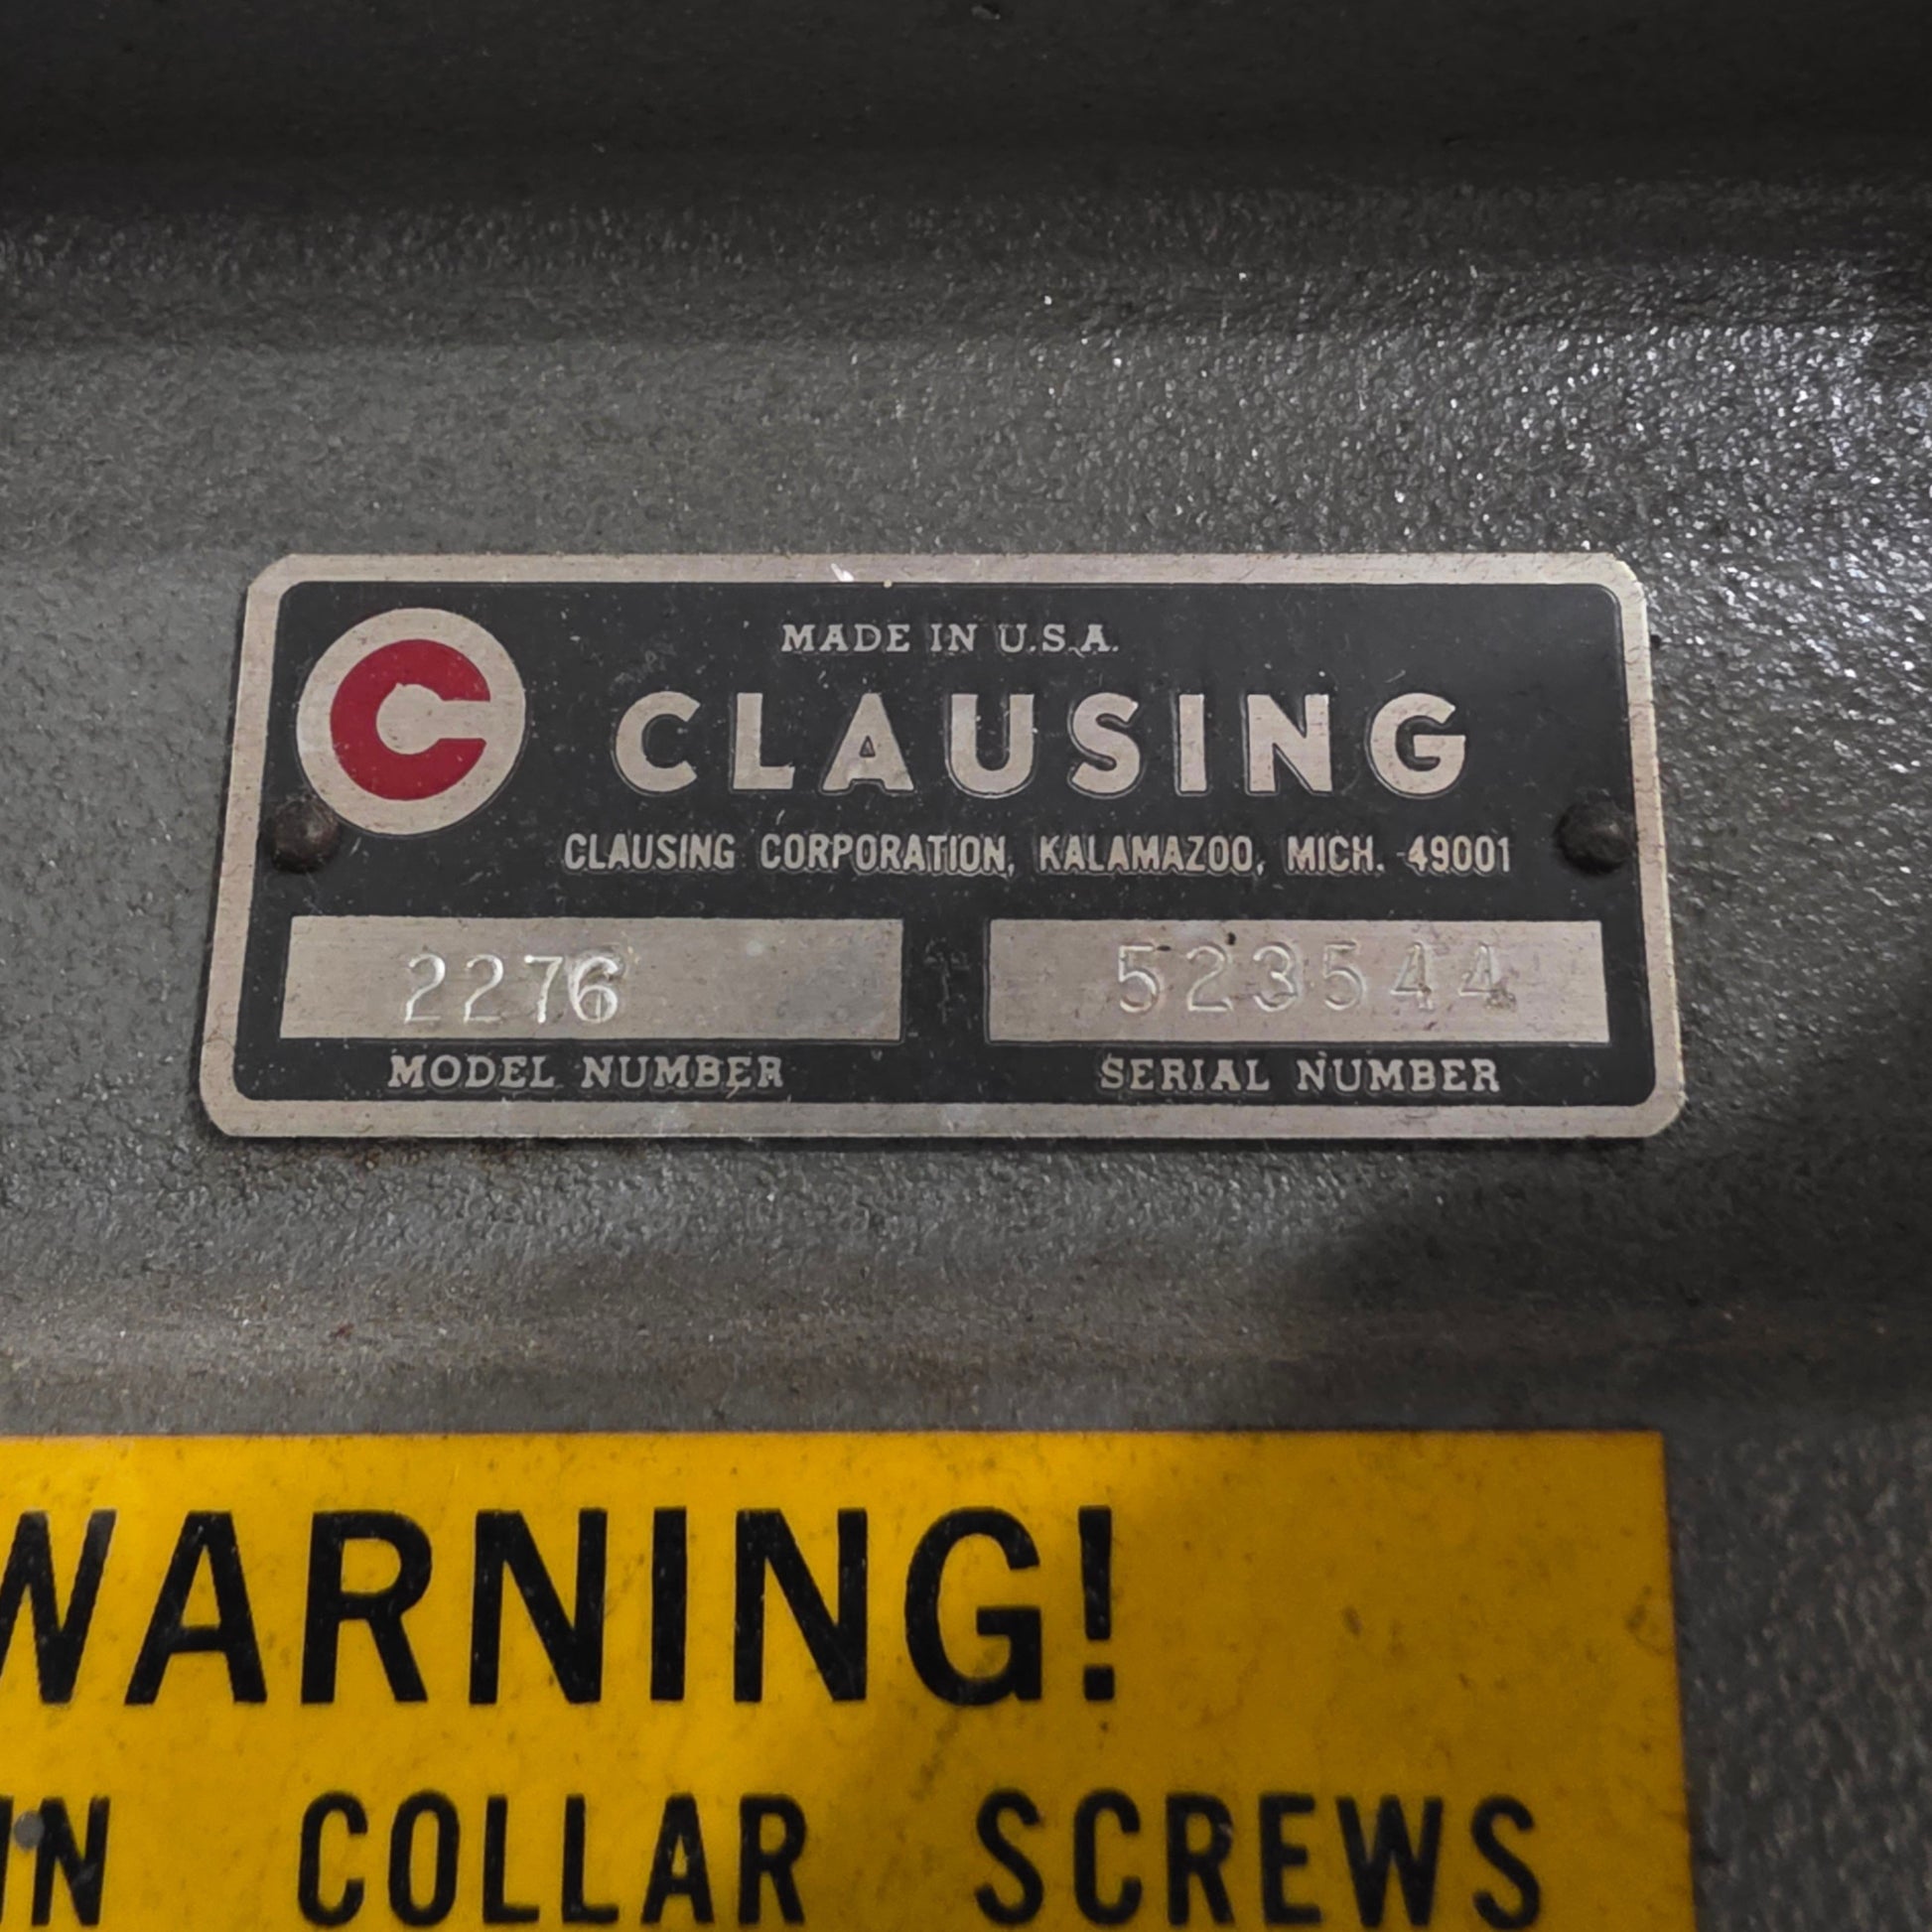 MADE IN U.S.A.
C CLAUSING
CLAUSING CORPORATION, KALAMAZOO, MICH. 49001
2276 523544
MODEL NUMBER SERIAL NUMBER
WARNING!
COLLAR SCREWS